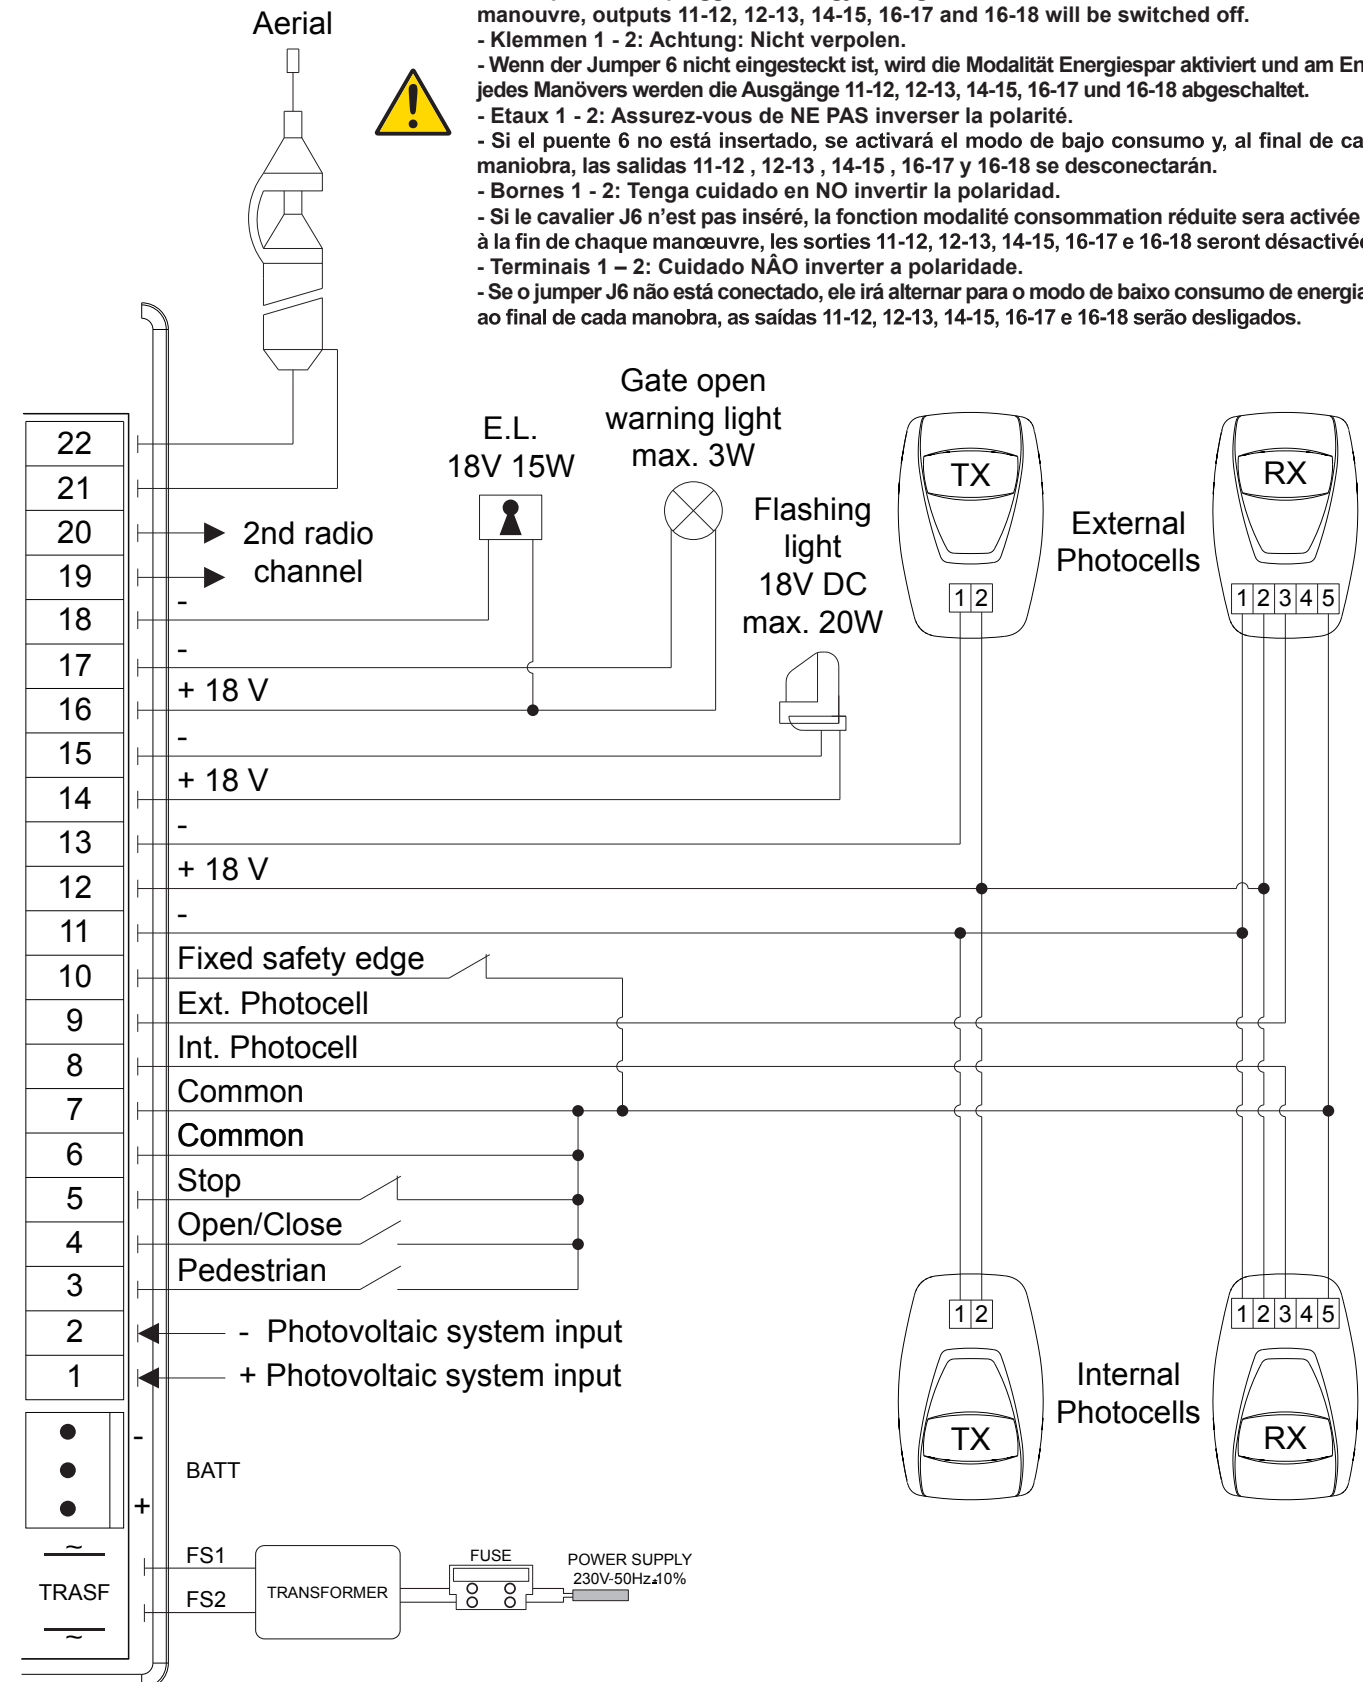 manouvre, outputs 11-12, 12-13, 14-15, 16-17 and 16-18 will be switched off.
- Klemmen 1 - 2: Achtung: Nicht verpolen.
- Wenn der Jumper 6 nicht eingesteckt ist, wird die Modalität Energiespar aktiviert und am En
jedes Manövers werden die Ausgänge 11-12, 12-13, 14-15, 16-17 und 16-18 abgeschaltet.
- Etaux 1 - 2: Assurez-vous de NE PAS inverser la polarité.
- Si el puente 6 no está insertado, se activará el modo de bajo consumo y, al final de ca
maniobra, las salidas 11-12 , 12-13 , 14-15 , 16-17 y 16-18 se desconectarán.
- Bornes 1 - 2: Tenga cuidado en NO invertir la polaridad.
- Si le cavalier J6 n’est pas inséré, la fonction modalité consommation réduite sera activée
à la fin de chaque manœuvre, les sorties 11-12, 12-13, 14-15, 16-17 e 16-18 seront désactivée
- Terminais 1 – 2: Cuidado NÂO inverter a polaridade.
- Se o jumper J6 não está conectado, ele irá alternar para o modo de baixo consumo de energia
ao final de cada manobra, as saídas 11-12, 12-13, 14-15, 16-17 e 16-18 serão desligados.
Aerial
E.L.
18V 15W
Gate open
warning light
max. 3W
Flashing
light
18V DC
max. 20W
TX
1 2
External
Photocells
RX
1 2 3 4 5
22
21
20
2nd radio
19
channel
-
18
-
17
+ 18 V
16
-
15
+ 18 V
14
-
13
+ 18 V
12
-
11
Fixed safety edge
10
Ext. Photocell
9
Int. Photocell
8
Common
7
Common
6
Stop
5
Open/Close
4
Pedestrian
3
2
- Photovoltaic system input
1
+ Photovoltaic system input
1 2
TX
Internal
Photocells
1 2 3 4 5
RX
-
BATT
+
~
TRASF
~
FS1
FS2
TRANSFORMER
FUSE
POWER SUPPLY
230V-50Hz±10%